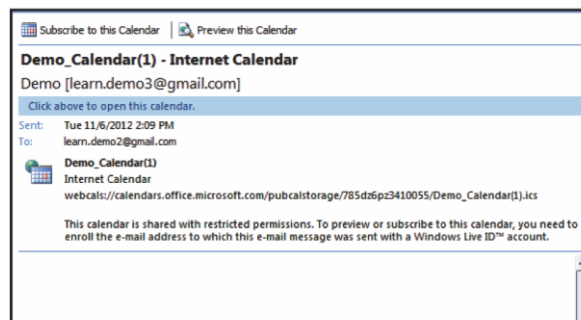 Subscribe to this Calendar Preview this Calendar
Demo_Calendar(1) - Internet Calendar
Demo [learn.demo3@gmail.com]
Click above to open this calendar.
Sent: Tue 11/6/2012 2:09 PM
To: learn.demo2@gmail.com
Demo_Calendar(1)
Internet Calendar
webcals://calendars.office.microsoft.com/pubcalstorage/785dz6pz3410055/Demo_Calendar(1).ics
This calendar is shared with restricted permissions. To preview or subscribe to this calendar, you need to
enroll the e-mail address to which this e-mail message was sent with a Windows Live ID™ account.